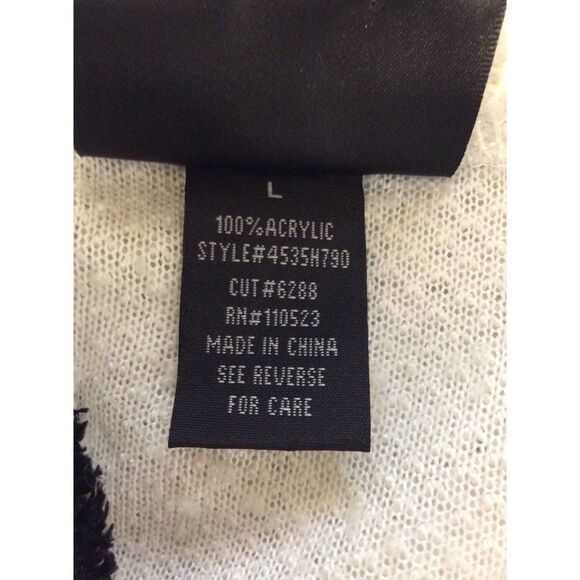 L
100%ACRYLIC
STYLE#4535H790
CUT#6288
RN#110523
MADE IN CHINA
SEE REVERSE
FOR CARE